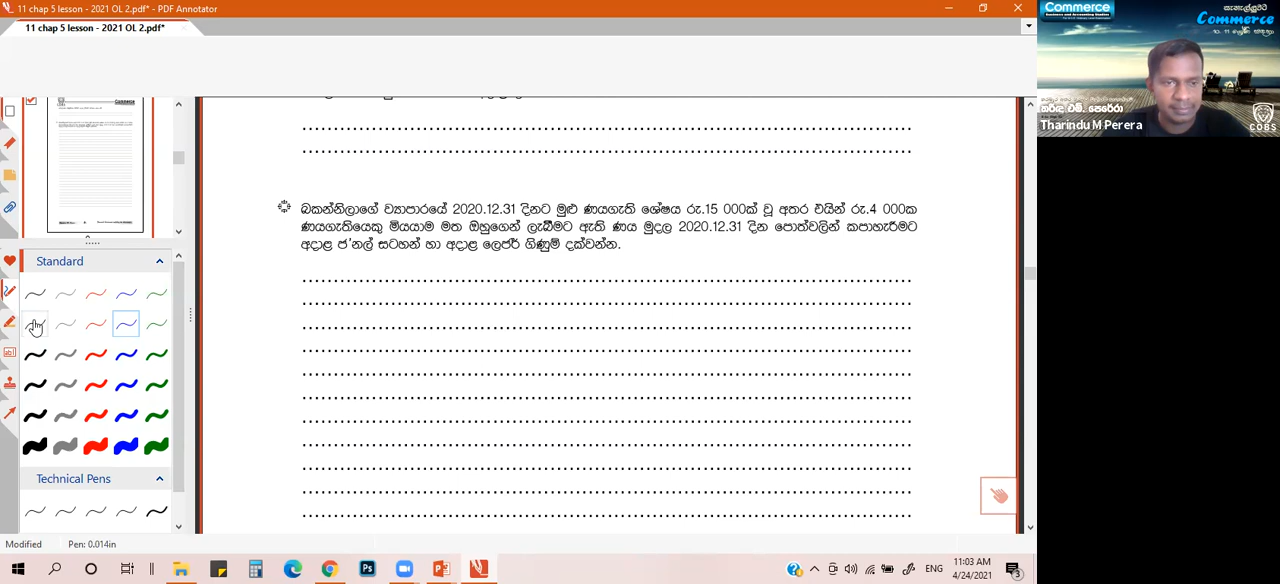 11 chap 5 lesson - 2021 OL 2.pdf* - PDF Annotator
11 chap 5 lesson - 2021 OL 2.pdf*
Commerce
Commerce
Tharindu M Perera
COBS
බකන්නිලාගේ ව්‍යාපාරයේ 2020.12.31 දිනට මුළු ණයගැති ශේෂය රු.15 000ක් වූ අතර එයින් රු.4 000ක
ණයගැතියෙකු මියයාම මත ඔහුගෙන් ලැබීමට ඇති ණය මුදල 2020.12.31 දින පොත්වලින් කපාහැරීමට
අදාළ ජ'නල් සටහන් හා අදාළ ලෙජර් ගිණුම් දක්වන්න.
Standard
Technical Pens
Modified
Pen: 0.014in
ENG
11:03 AM
4/24/2021
3